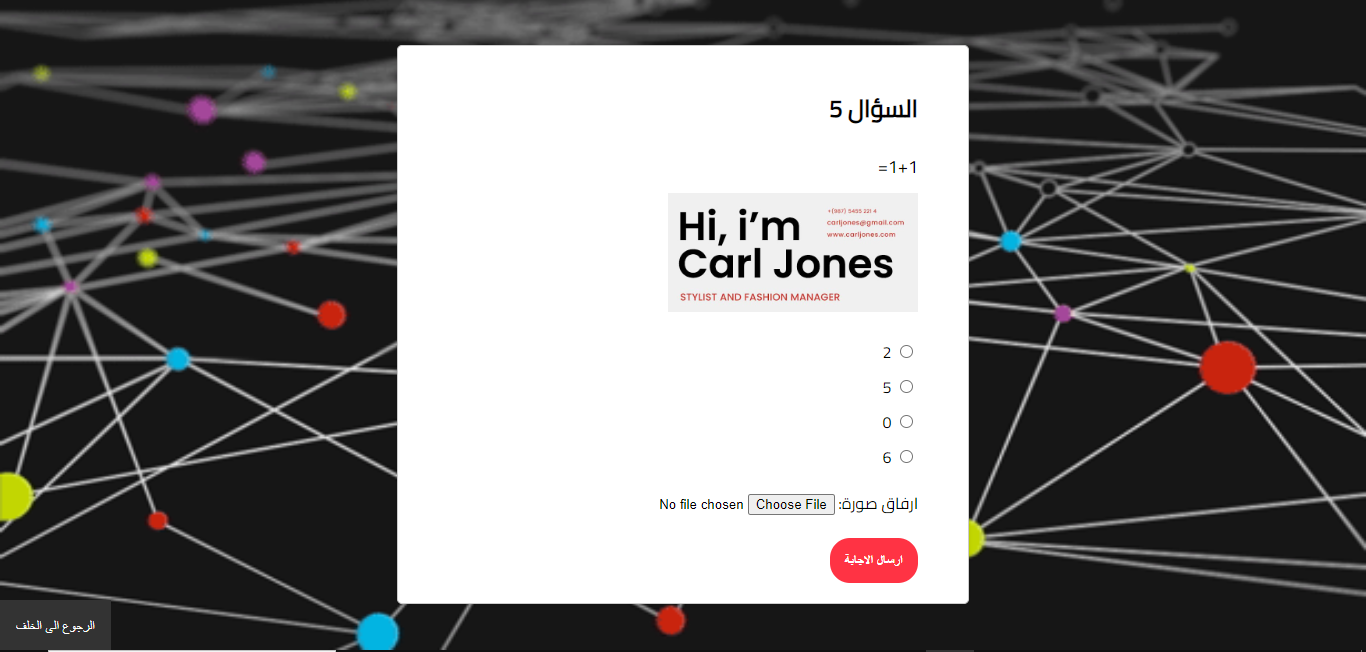 السؤال 5
1+1=
Hi, i’m
Carl Jones
+(987) 5455 221 4
carljones@gmail.com
www.carljones.com
STYLIST AND FASHION MANAGER
2
5
0
6
ارفاق صورة: Choose File No file chosen
ارسال الاجابة
الرجوع الى الخلف